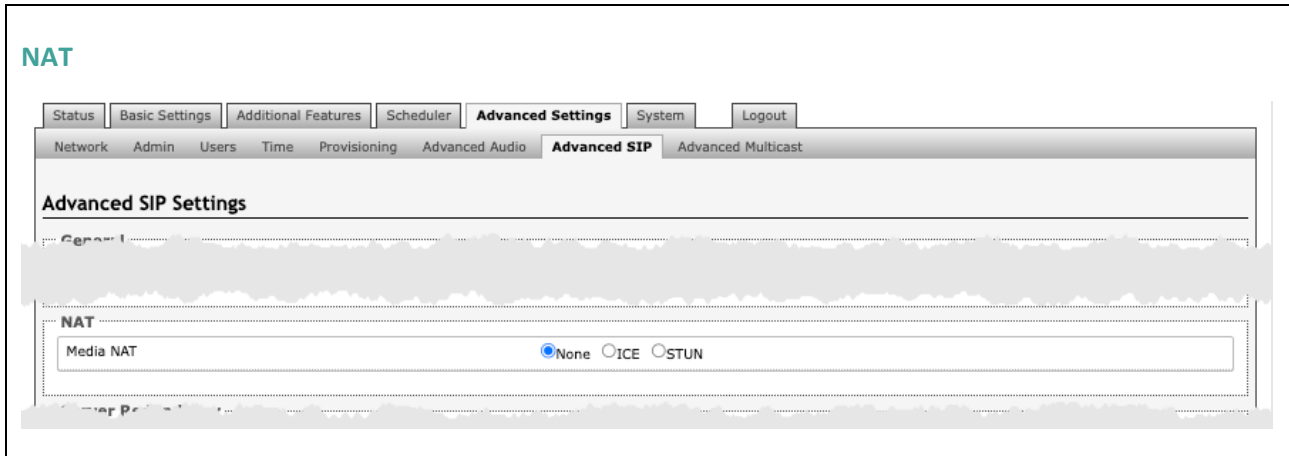 NAT
Status Basic Settings Additional Features Scheduler Advanced Settings System Logout
Network Admin Users Time Provisioning Advanced Audio Advanced SIP Advanced Multicast
Advanced SIP Settings
General
NAT
Media NAT None ICE STUN